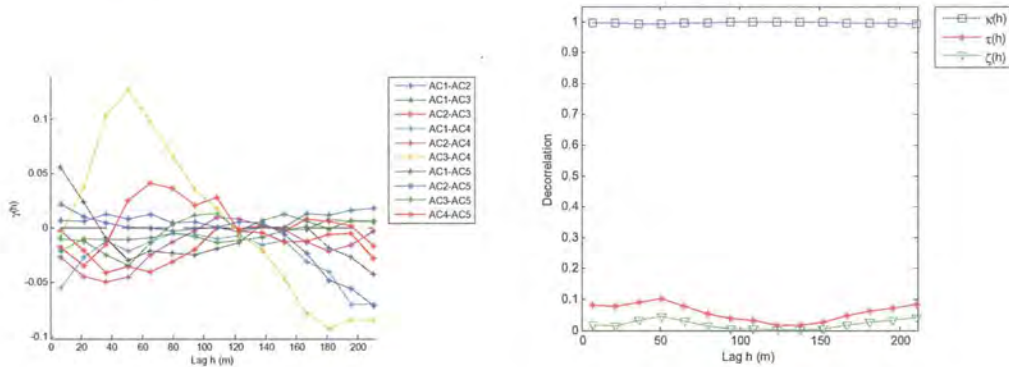 0.1
0.05
0
-0.05
-0.1
γ(h)
0 20 40 60 80 100 120 140 160 180 200
Lag h (m)
AC1-AC2
AC1-AC3
AC2-AC3
AC1-AC4
AC2-AC4
AC3-AC4
AC1-AC5
AC2-AC5
AC3-AC5
AC4-AC5
1
0.9
0.8
0.7
0.6
0.5
0.4
0.3
0.2
0.1
0
Decorrelation
0 50 100 150 200
Lag h (m)
κ(h)
τ(h)
ζ(h)